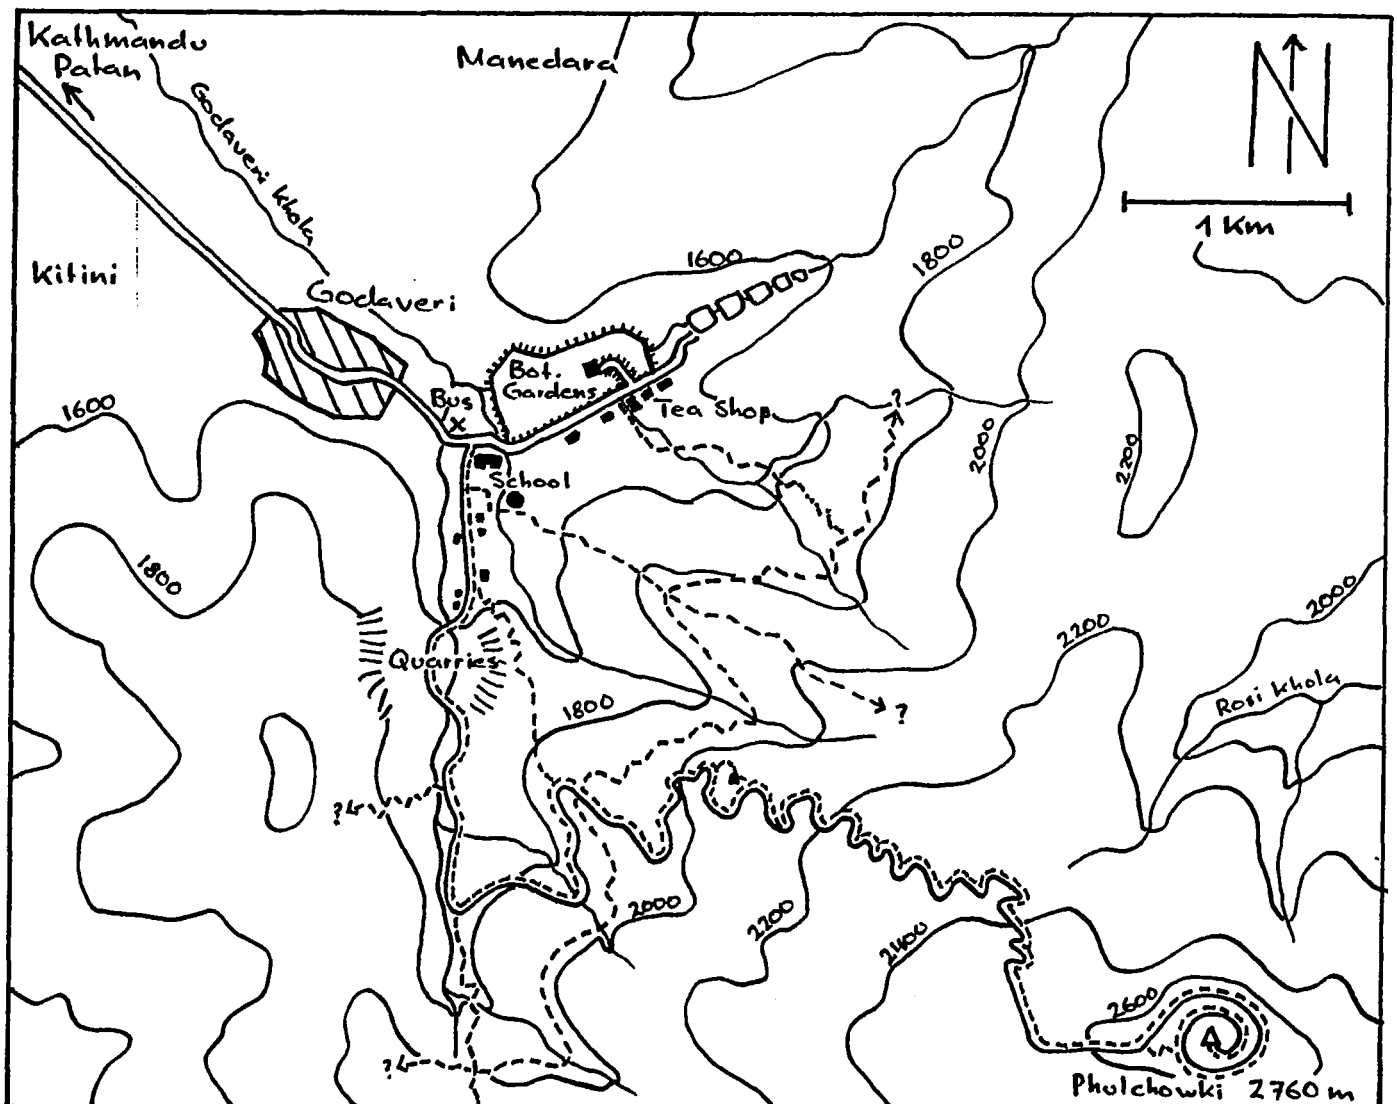 Kathmandu
Patan
Manedara
N
Godaveri Khola
1 Km
Kitini
Godaveri
1600
1800
Bot.
Gardens
Bus
Tea Shop
?
1600
School
2000
2200
1800
Quarries
2200
2000
Rosi Khola
1800
?
?
2000
2200
2400
2600
?
Phulchowki 2760 m